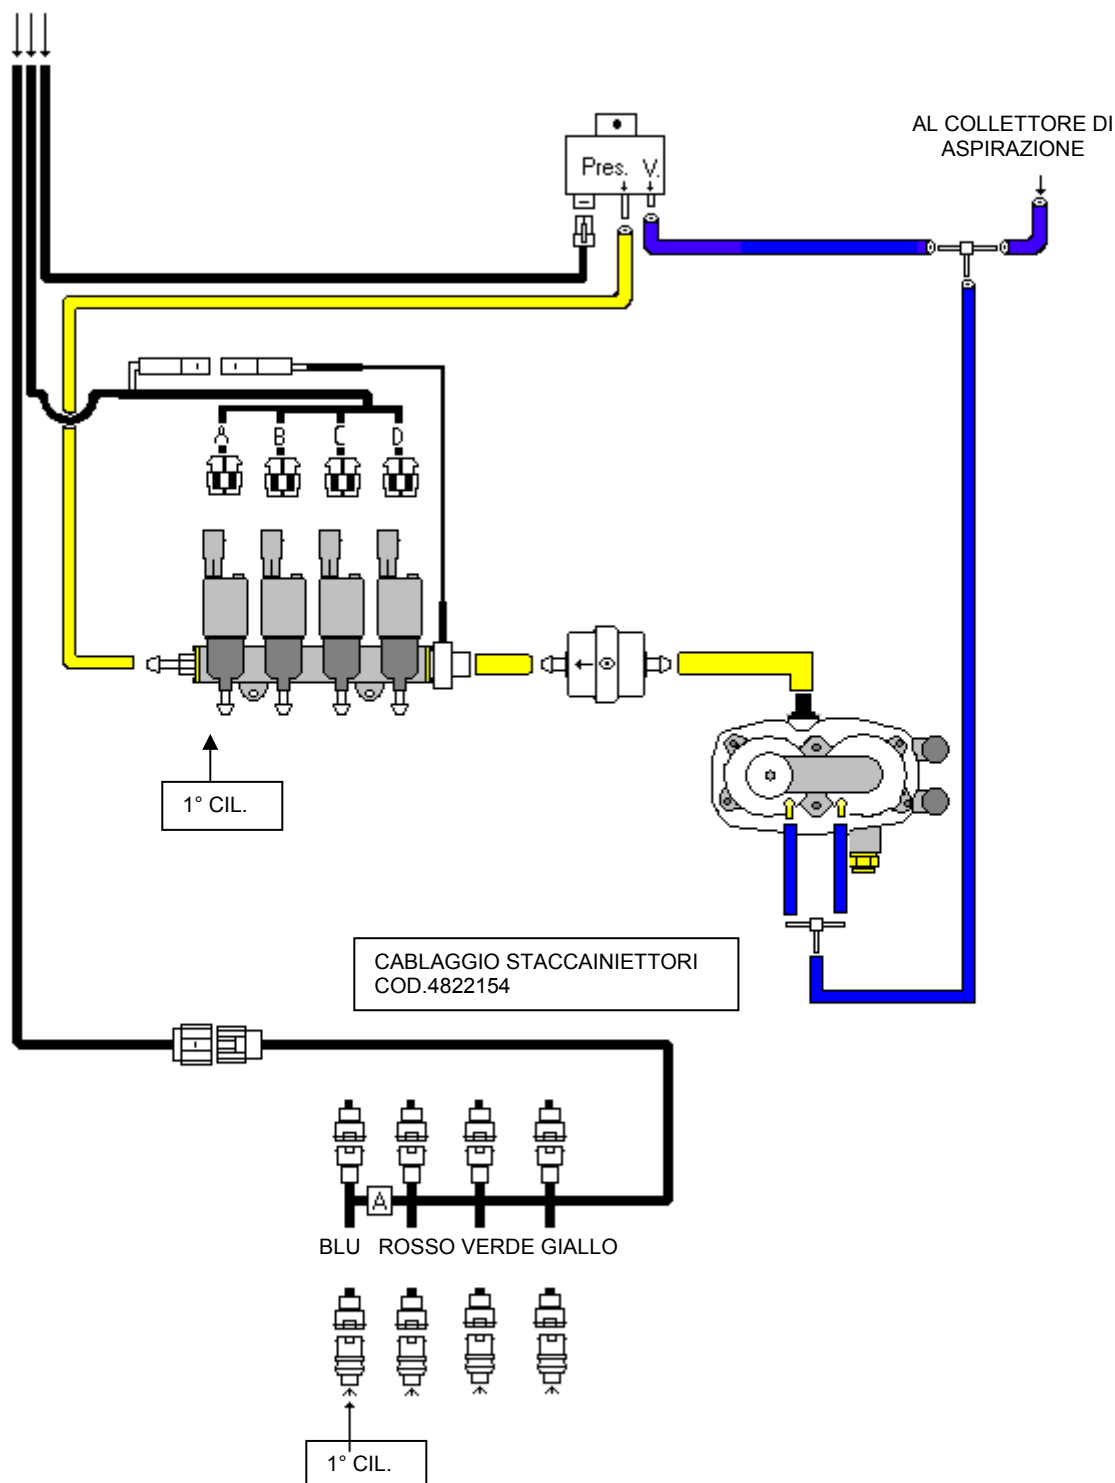 AL COLLETTORE DI
ASPIRAZIONE
Pres. V.
A B C D
1° CIL.
CABLAGGIO STACCAINIETTORI
COD.4822154
A
BLU ROSSO VERDE GIALLO
1° CIL.